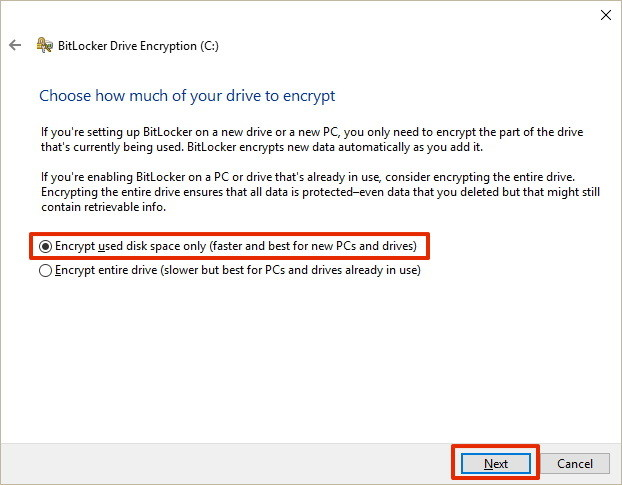 BitLocker Drive Encryption (C:)
Choose how much of your drive to encrypt
If you're setting up BitLocker on a new drive or a new PC, you only need to encrypt the part of the drive
that's currently being used. BitLocker encrypts new data automatically as you add it.
If you're enabling BitLocker on a PC or drive that's already in use, consider encrypting the entire drive.
Encrypting the entire drive ensures that all data is protected–even data that you deleted but that might still
contain retrievable info.
Encrypt used disk space only (faster and best for new PCs and drives)
Encrypt entire drive (slower but best for PCs and drives already in use)
Next Cancel